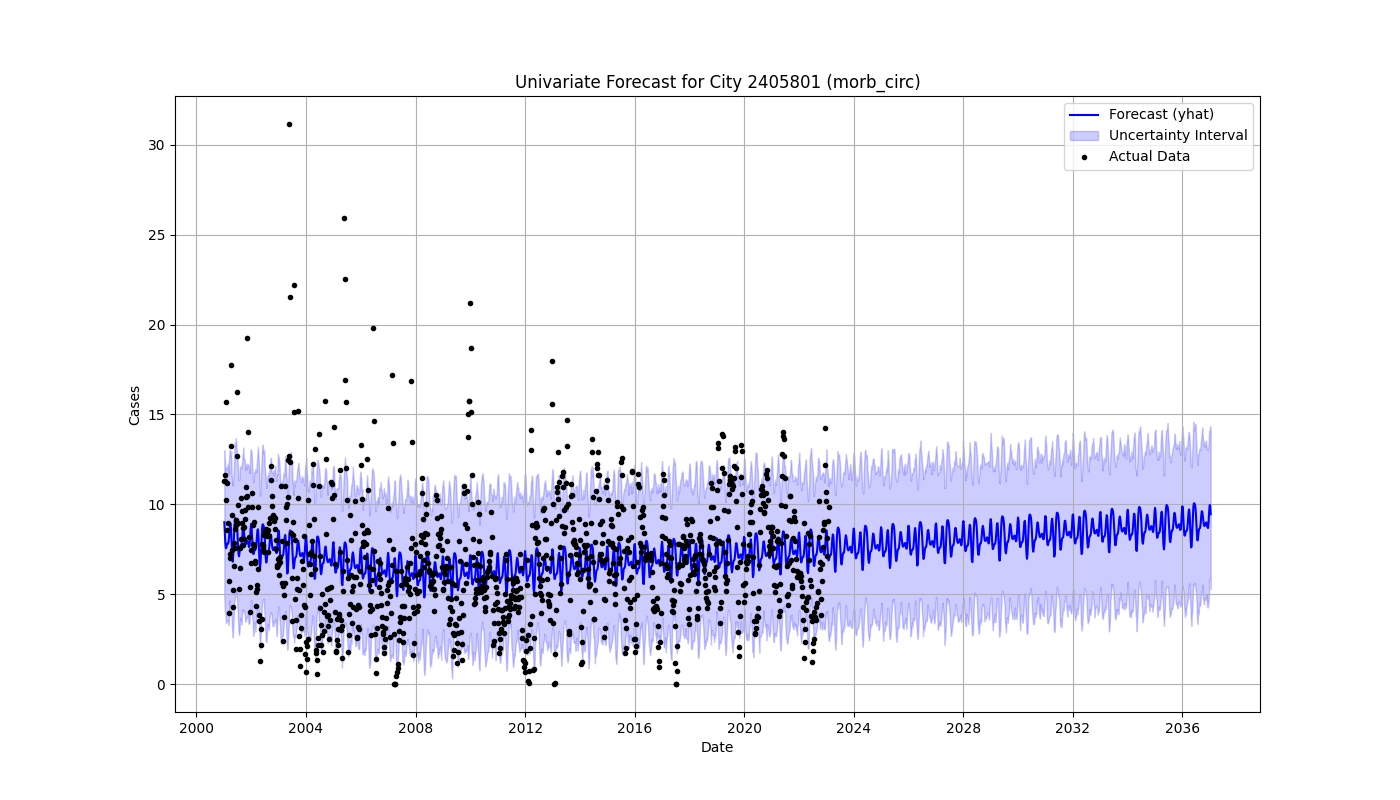 Univariate Forecast for City 2405801 (morb_circ)
Forecast (yhat)
Uncertainty Interval
Actual Data
Cases
30
25
20
15
10
5
0
2000 2004 2008 2012 2016 2020 2024 2028 2032 2036
Date